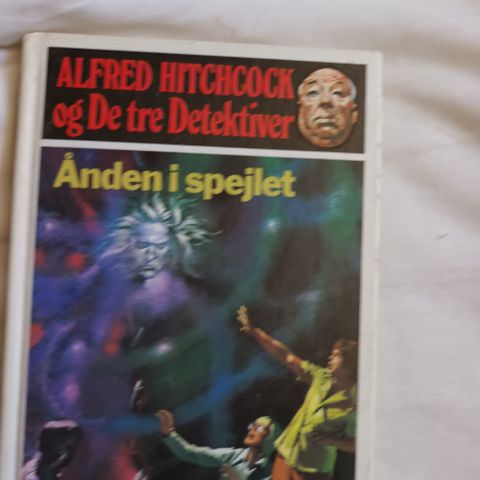 ALFRED HITCHCOCK
og De tre Detektiver
Ånden i spejlet